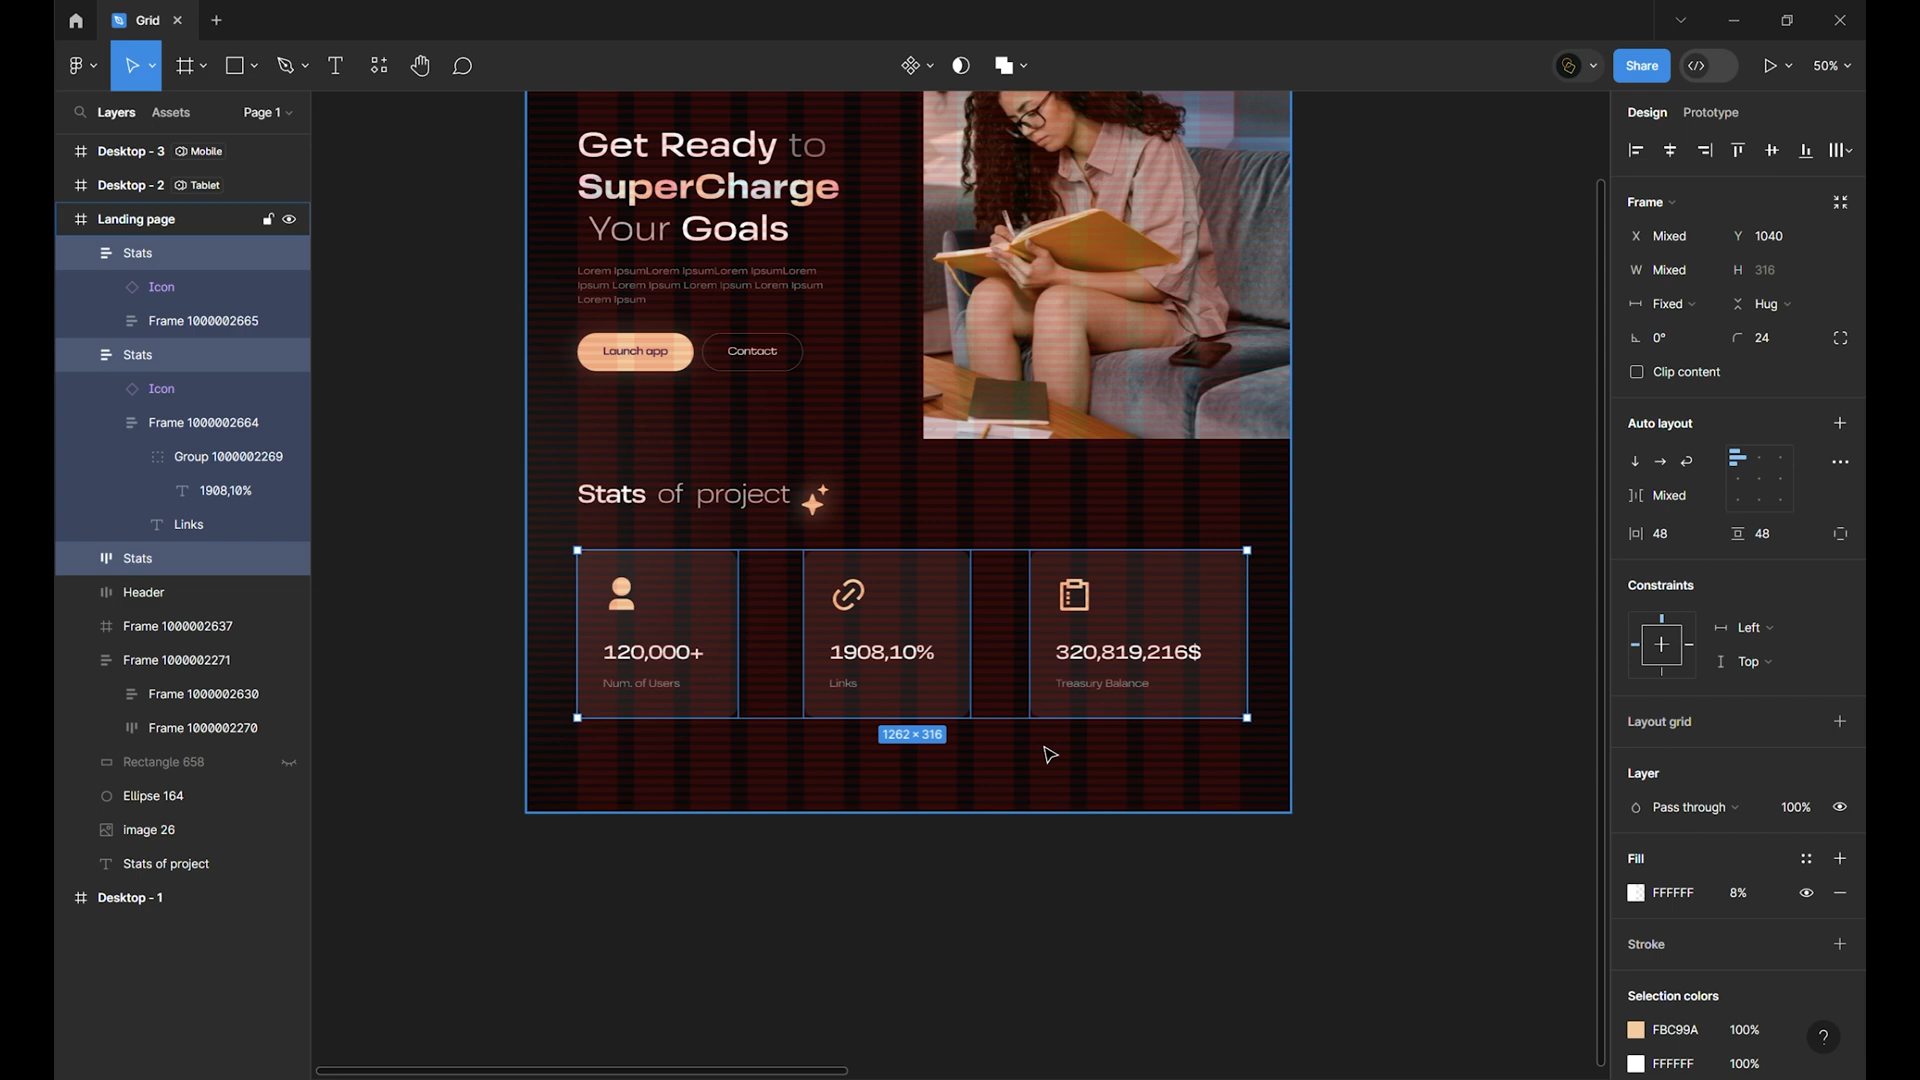 Grid
Share
50%
Layers
Assets
Page 1
Desktop - 3
Mobile
Desktop - 2
Tablet
Landing page
Stats
Icon
Frame 1000002665
Stats
Icon
Frame 1000002664
Group 1000002269
1908,10%
Links
Stats
Header
Frame 1000002637
Frame 1000002271
Frame 1000002630
Frame 1000002270
Rectangle 658
Ellipse 164
image 26
Stats of project
Desktop - 1
Get Ready to
SuperCharge
Your Goals
Lorem IpsumLorem IpsumLorem IpsumLorem
Ipsum Lorem Ipsum Lorem Ipsum Lorem Ipsum
Lorem Ipsum
Launch app
Contact
Stats of project
120,000+
Num. of Users
1908,10%
Links
320,819,216$
Treasury Balance
1262 × 316
Design
Prototype
Frame
X Mixed
Y 1040
W Mixed
H 316
Fixed
Hug
0°
24
Clip content
Auto layout
Mixed
48
48
Constraints
Left
Top
Layout grid
Layer
Pass through
100%
Fill
FFFFFF
8%
Stroke
Selection colors
FBC99A
100%
FFFFFF
100%
?